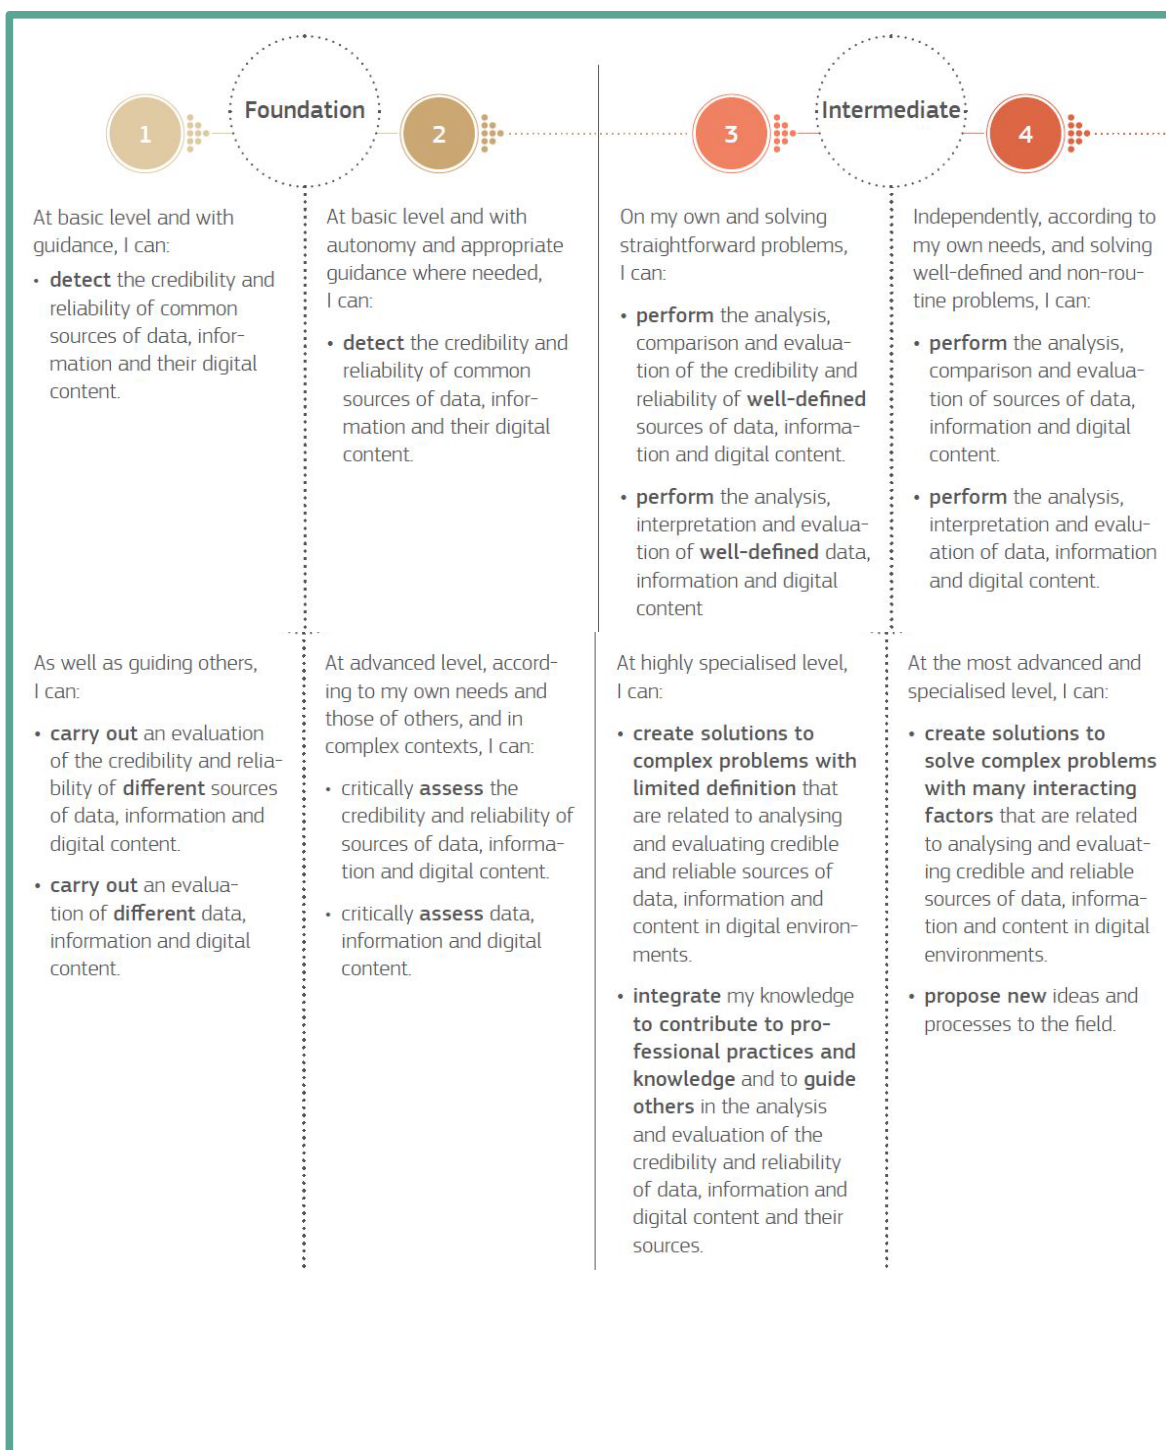 Foundation
Intermediate
1
2
3
4
At basic level and with
guidance, I can:
• detect the credibility and
reliability of common
sources of data, infor-
mation and their digital
content.
At basic level and with
autonomy and appropriate
guidance where needed,
I can:
• detect the credibility and
reliability of common
sources of data, infor-
mation and their digital
content.
On my own and solving
straightforward problems,
I can:
• perform the analysis,
comparison and evalua-
tion of the credibility and
reliability of well-defined
sources of data, informa-
tion and digital content.
• perform the analysis,
interpretation and evalua-
tion of well-defined data,
information and digital
content
Independently, according to
my own needs, and solving
well-defined and non-rou-
tine problems, I can:
• perform the analysis,
comparison and evalua-
tion of sources of data,
information and digital
content.
• perform the analysis,
interpretation and evalu-
ation of data, information
and digital content.
As well as guiding others,
I can:
• carry out an evaluation
of the credibility and relia-
bility of different sources
of data, information and
digital content.
• carry out an evalua-
tion of different data,
information and digital
content.
At advanced level, accord-
ing to my own needs and
those of others, and in
complex contexts, I can:
• critically assess the
credibility and reliability of
sources of data, informa-
tion and digital content.
• critically assess data,
information and digital
content.
At highly specialised level,
I can:
• create solutions to
complex problems with
limited definition that
are related to analysing
and evaluating credible
and reliable sources of
data, information and
content in digital environ-
ments.
• integrate my knowledge
to contribute to pro-
fessional practices and
knowledge and to guide
others in the analysis
and evaluation of the
credibility and reliability
of data, information and
digital content and their
sources.
At the most advanced and
specialised level, I can:
• create solutions to
solve complex problems
with many interacting
factors that are related
to analysing and evaluat-
ing credible and reliable
sources of data, informa-
tion and content in digital
environments.
• propose new ideas and
processes to the field.